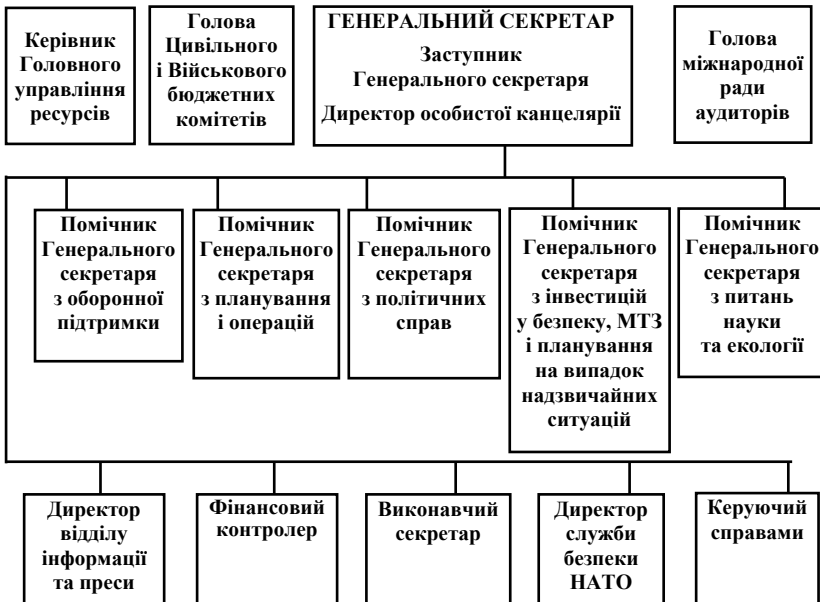 Керівник
Головного
управління
ресурсів
Голова
Цивільного
і Військового
бюджетних
комітетів
ГЕНЕРАЛЬНИЙ СЕКРЕТАР
Заступник
Генерального секретаря
Директор особистої канцелярії
Голова
міжнародної
ради
аудиторів
Помічник
Генерального
секретаря
з оборонної
підтримки
Помічник
Генерального
секретаря
з планування
і операцій
Помічник
Генерального
секретаря
з політичних
справ
Помічник
Генерального
секретаря
з інвестицій
у безпеку, МТЗ
і планування
на випадок
надзвичайних
ситуацій
Помічник
Генерального
секретаря
з питань
науки
та екології
Директор
відділу
інформації
та преси
Фінансовий
контролер
Виконавчий
секретар
Директор
служби
безпеки
НАТО
Керуючий
справами